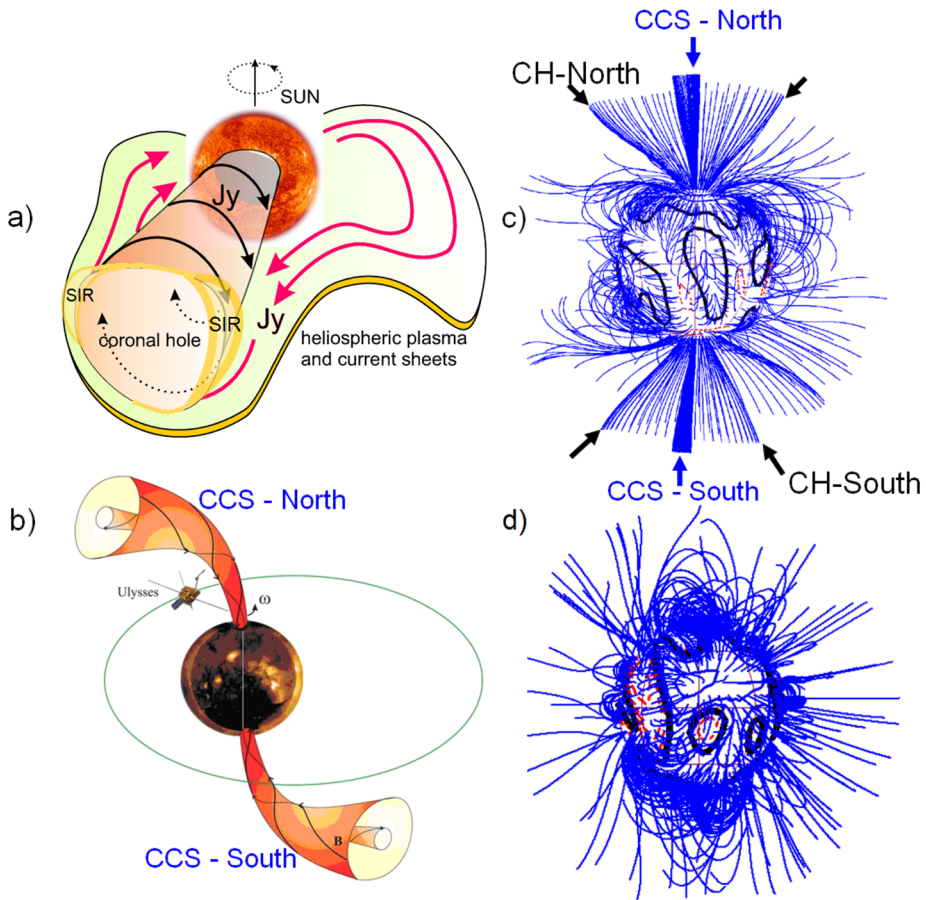 a)
SUN
Jy
SIR
coronal hole
SIR
Jy
heliospheric plasma
and current sheets
b)
CCS - North
Ulysses
ω
B
CCS - South
c)
CCS - North
CH-North
CH-South
CCS - South
d)